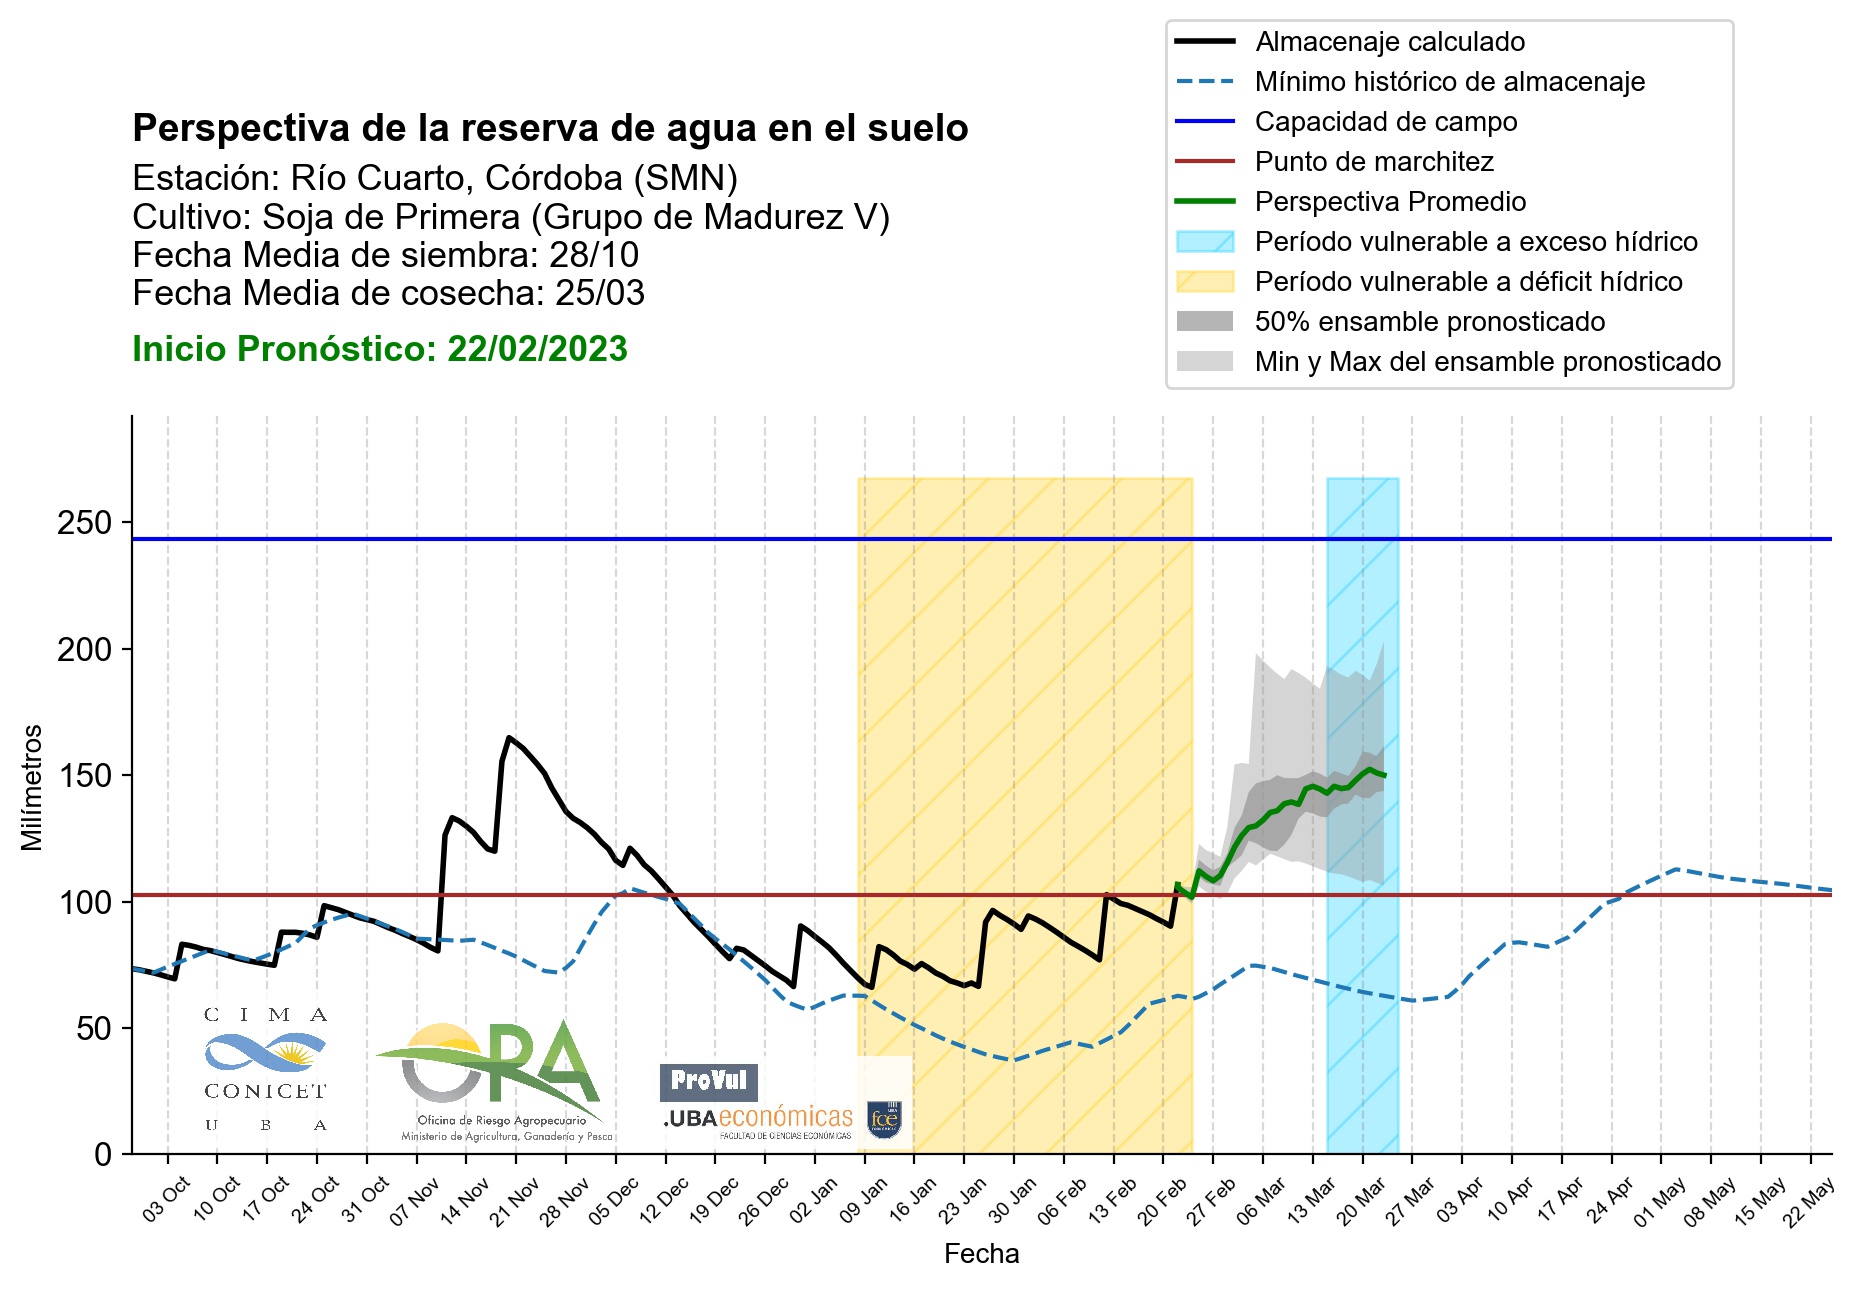 Almacenaje calculado
Mínimo histórico de almacenaje
Capacidad de campo
Punto de marchitez
Perspectiva Promedio
Período vulnerable a exceso hídrico
Período vulnerable a déficit hídrico
50% ensamble pronosticado
Min y Max del ensamble pronosticado
Perspectiva de la reserva de agua en el suelo
Estación: Río Cuarto, Córdoba (SMN)
Cultivo: Soja de Primera (Grupo de Madurez V)
Fecha Media de siembra: 28/10
Fecha Media de cosecha: 25/03
Inicio Pronóstico: 22/02/2023
Milímetros
250
200
150
100
50
0
C I M A
CONICET
U B A
ORA
Oficina de Riesgo Agropecuario
Ministerio de Agricultura, Ganadería y Pesca
ProVul
.UBAeconómicas
FACULTAD DE CIENCIAS ECONÓMICAS
UBA
fce
ECONÓMICAS
03 Oct
10 Oct
17 Oct
24 Oct
31 Oct
07 Nov
14 Nov
21 Nov
28 Nov
05 Dec
12 Dec
19 Dec
26 Dec
02 Jan
09 Jan
16 Jan
23 Jan
30 Jan
06 Feb
13 Feb
20 Feb
27 Feb
06 Mar
13 Mar
20 Mar
27 Mar
03 Apr
10 Apr
17 Apr
24 Apr
01 May
08 May
15 May
22 May
Fecha